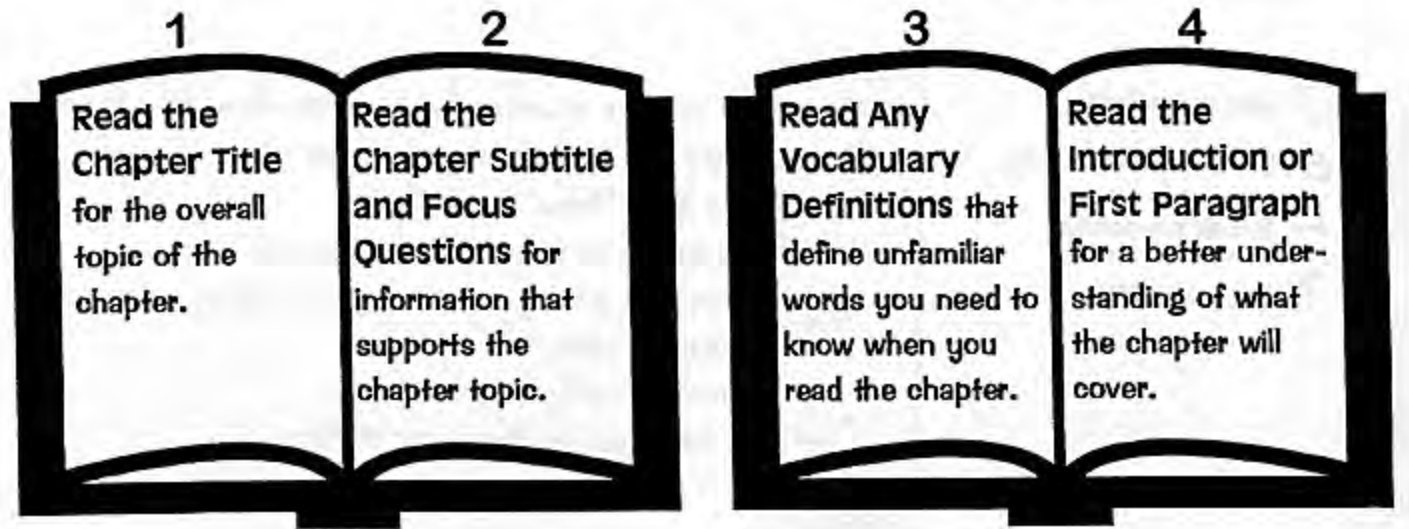 1
Read the
Chapter Title
for the overall
topic of the
chapter.
2
Read the
Chapter Subtitle
and Focus
Questions for
information that
supports the
chapter topic.
3
Read Any
Vocabulary
Definitions that
define unfamiliar
words you need to
know when you
read the chapter.
4
Read the
Introduction or
First Paragraph
for a better under-
standing of what
the chapter will
cover.